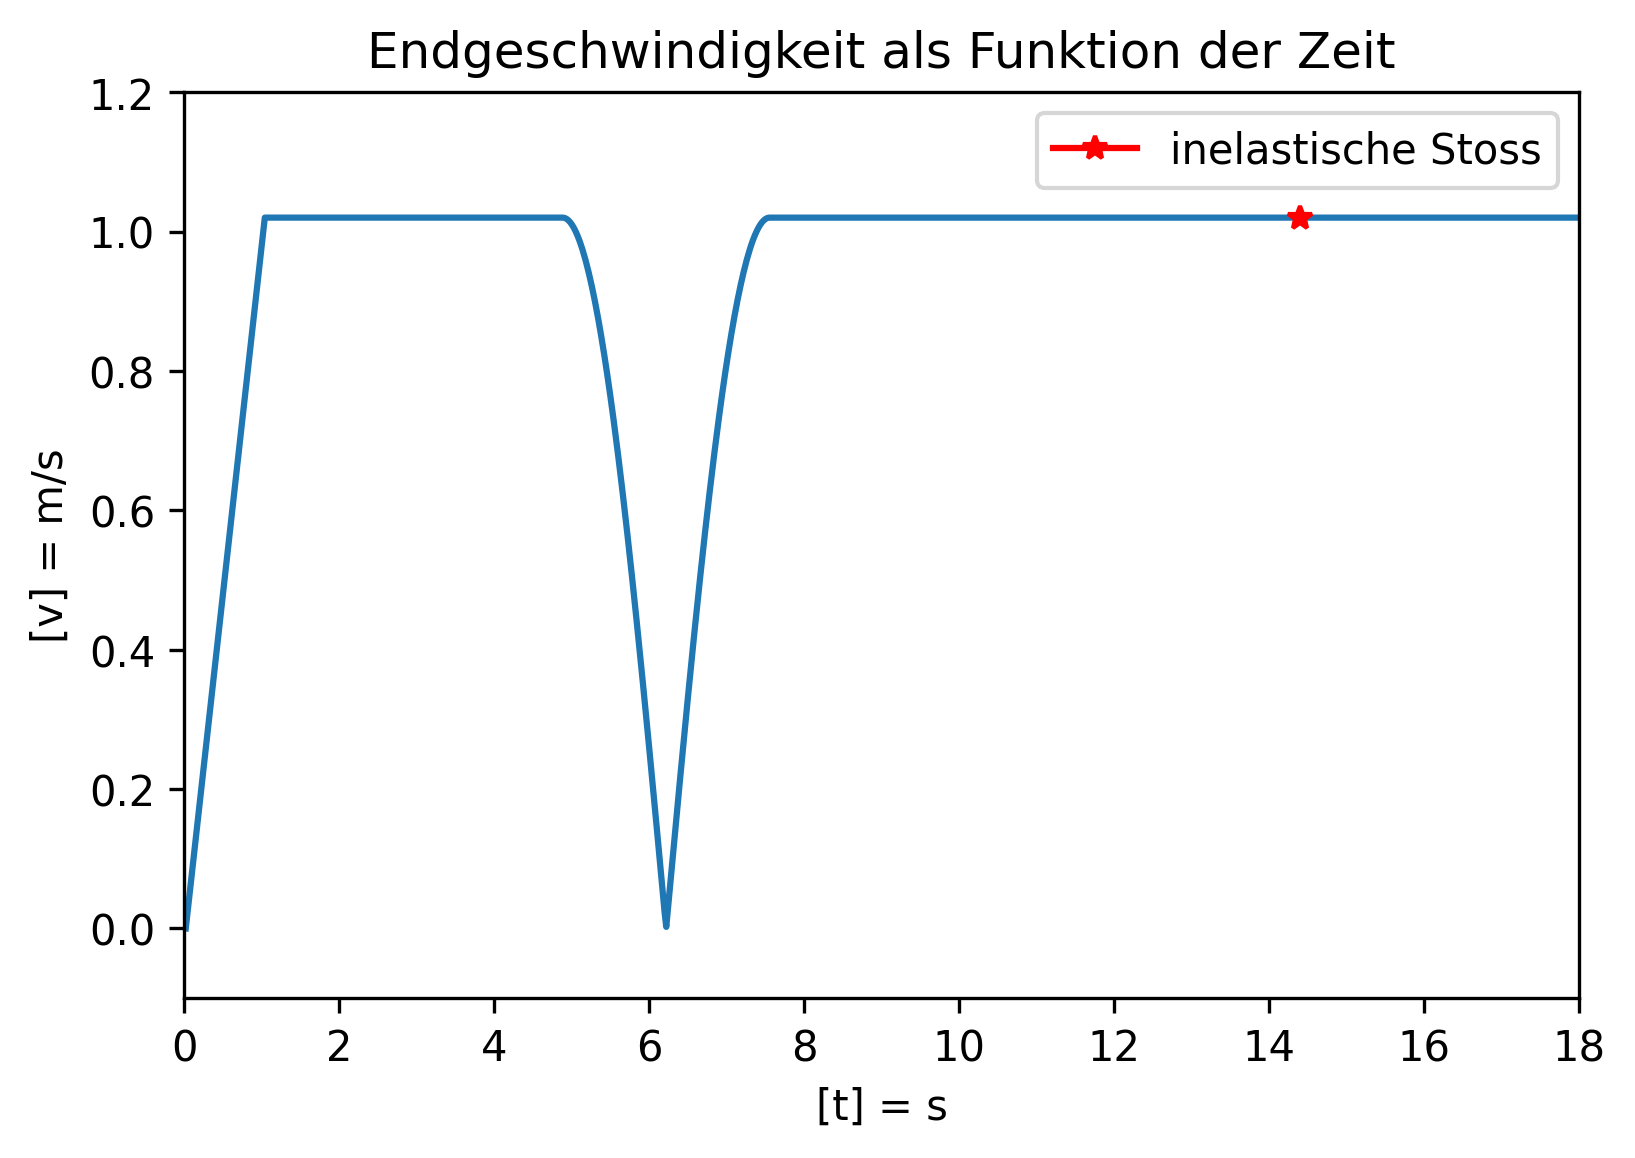 Endgeschwindigkeit als Funktion der Zeit
inelastische Stoss
[v] = m/s
1.2
1.0
0.8
0.6
0.4
0.2
0.0
0 2 4 6 8 10 12 14 16 18
[t] = s